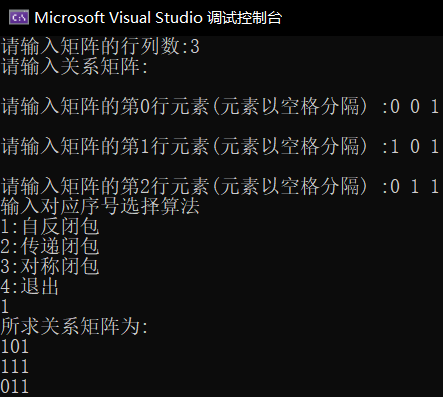 Microsoft Visual Studio 调试控制台
请输入矩阵的行列数:3
请输入关系矩阵:
请输入矩阵的第0行元素(元素以空格分隔) :0 0 1
请输入矩阵的第1行元素(元素以空格分隔) :1 0 1
请输入矩阵的第2行元素(元素以空格分隔) :0 1 1
输入对应序号选择算法
1:自反闭包
2:传递闭包
3:对称闭包
4:退出
1
所求关系矩阵为:
101
111
011